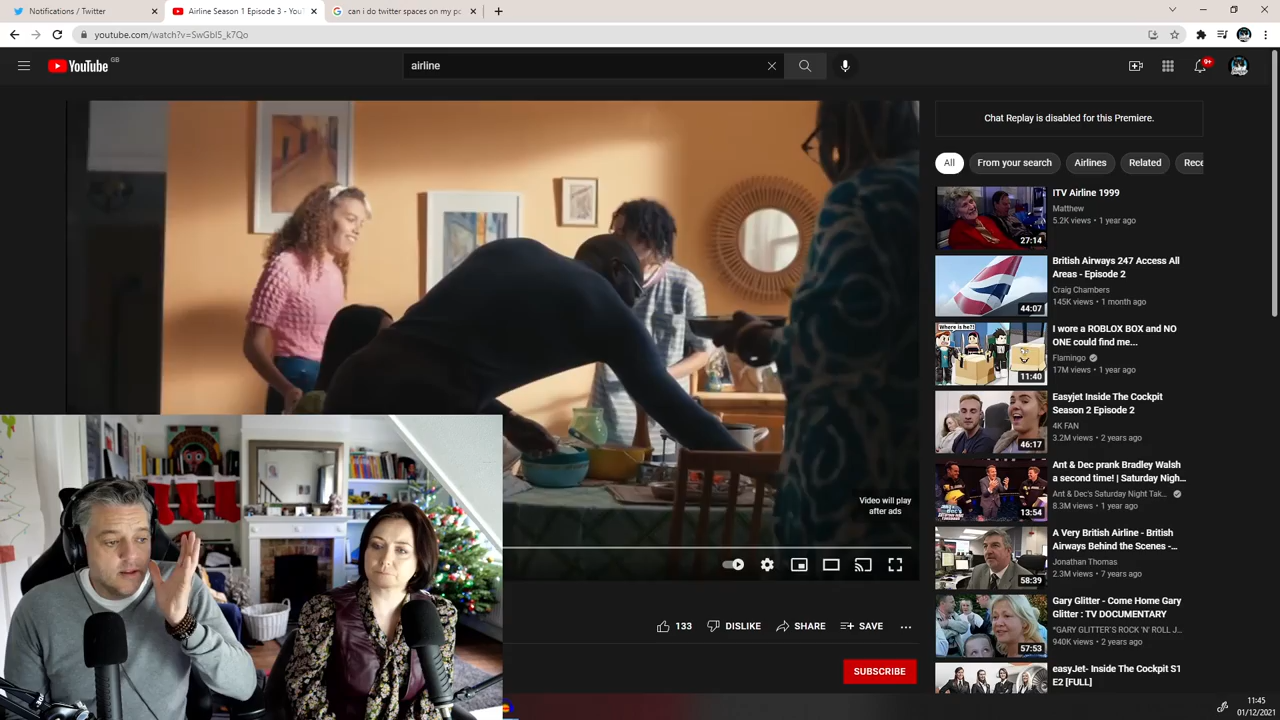 Notifications / Twitter
Airline Season 1 Episode 3 - You
can i do twitter spaces on my pc
youtube.com/watch?v=SwGbI5_k7Qo
YouTube GB
airline
9+
Chat Replay is disabled for this Premiere.
All
From your search
Airlines
Related
Rece
ITV Airline 1999
Matthew
5.2K views • 1 year ago
27:14
British Airways 247 Access All
Areas - Episode 2
Craig Chambers
145K views • 1 month ago
44:07
Where is he?!
I wore a ROBLOX BOX and NO
ONE could find me...
Flamingo
17M views • 1 year ago
11:40
Easyjet Inside The Cockpit
Season 2 Episode 2
4K FAN
3.2M views • 2 years ago
46:17
Ant & Dec prank Bradley Walsh
a second time! | Saturday Nigh...
Ant & Dec's Saturday Night Tak...
8.3M views • 1 year ago
13:54
A Very British Airline - British
Airways Behind the Scenes -...
Jonathan Thomas
2.3M views • 7 years ago
58:39
Gary Glitter - Come Home Gary
Glitter : TV DOCUMENTARY
*GARY GLITTER'S ROCK 'N' ROLL J...
940K views • 2 years ago
57:53
easyJet- Inside The Cockpit S1
E2 [FULL]
Video will play
after ads
133
DISLIKE
SHARE
SAVE
SUBSCRIBE
11:45
01/12/2021